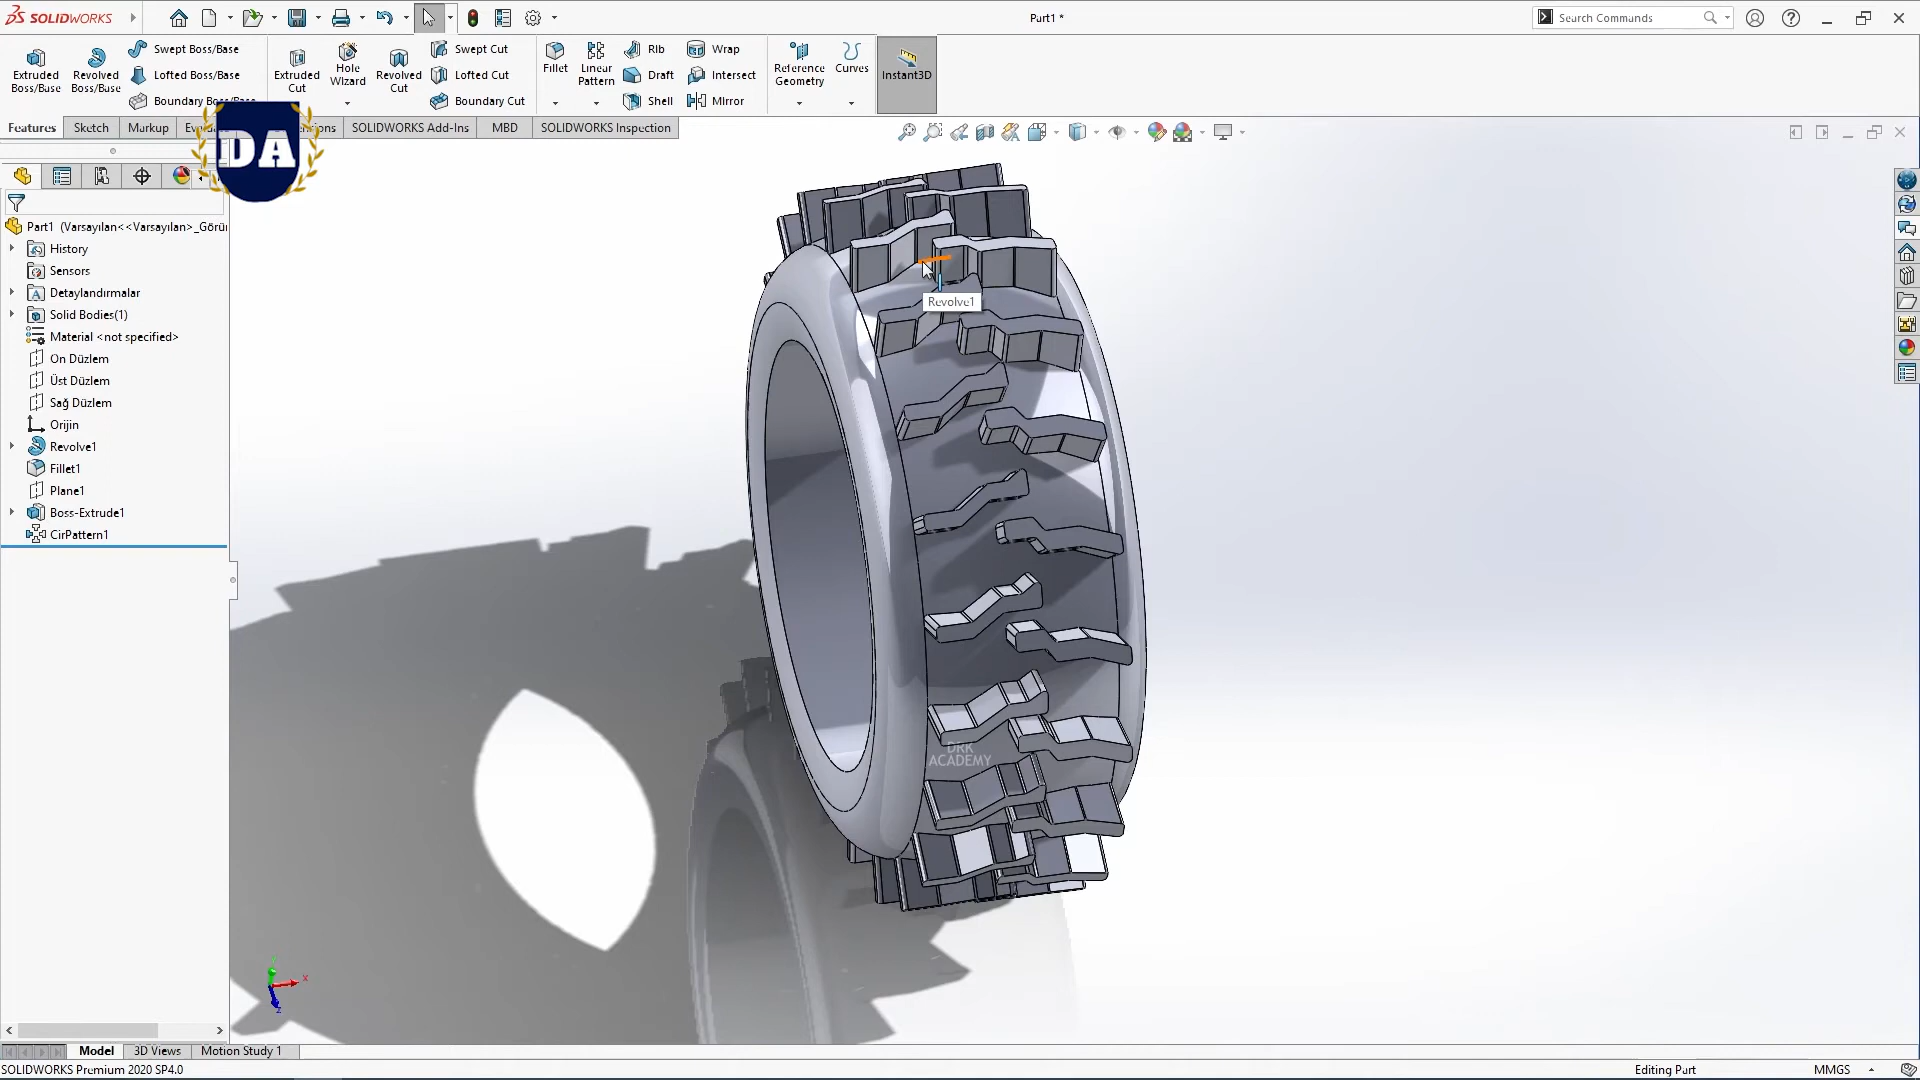 SOLIDWORKS
Part1 *
Search Commands
Extruded Boss/Base
Revolved Boss/Base
Swept Boss/Base
Lofted Boss/Base
Boundary Boss/Base
Extruded Cut
Hole Wizard
Revolved Cut
Swept Cut
Lofted Cut
Boundary Cut
Fillet
Linear Pattern
Rib
Draft
Shell
Wrap
Intersect
Mirror
Reference Geometry
Curves
Instant3D
Features
Sketch
Markup
SOLIDWORKS Add-Ins
MBD
SOLIDWORKS Inspection
DA
Part1 (Varsayılan<<Varsayılan>_Görü
History
Sensors
Detaylandırmalar
Solid Bodies(1)
Material <not specified>
On Düzlem
Üst Düzlem
Sağ Düzlem
Orijin
Revolve1
Fillet1
Plane1
Boss-Extrude1
CirPattern1
Revolve1
DRK
ACADEMY
Y
X
Z
Model
3D Views
Motion Study 1
SOLIDWORKS Premium 2020 SP4.0
Editing Part
MMGS